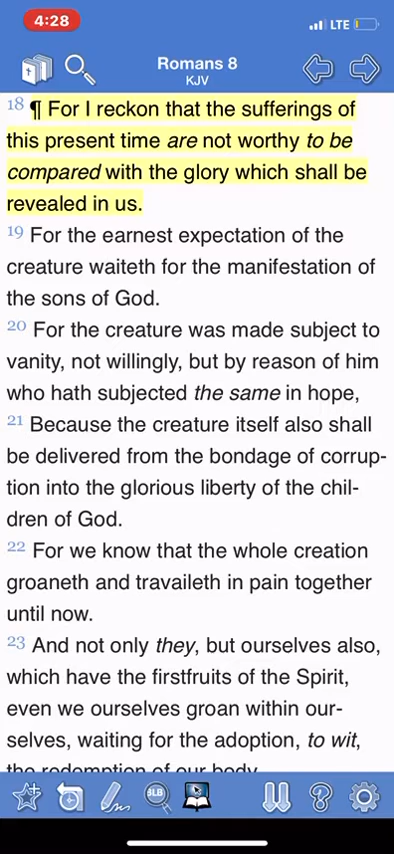 4:28
LTE
Romans 8
KJV
18 ¶ For I reckon that the sufferings of
this present time are not worthy to be
compared with the glory which shall be
revealed in us.
19 For the earnest expectation of the
creature waiteth for the manifestation of
the sons of God.
20 For the creature was made subject to
vanity, not willingly, but by reason of him
who hath subjected the same in hope,
21 Because the creature itself also shall
be delivered from the bondage of corrup-
tion into the glorious liberty of the chil-
dren of God.
22 For we know that the whole creation
groaneth and travaileth in pain together
until now.
23 And not only they, but ourselves also,
which have the firstfruits of the Spirit,
even we ourselves groan within our-
selves, waiting for the adoption, to wit,
the redemption of our body.
BLB